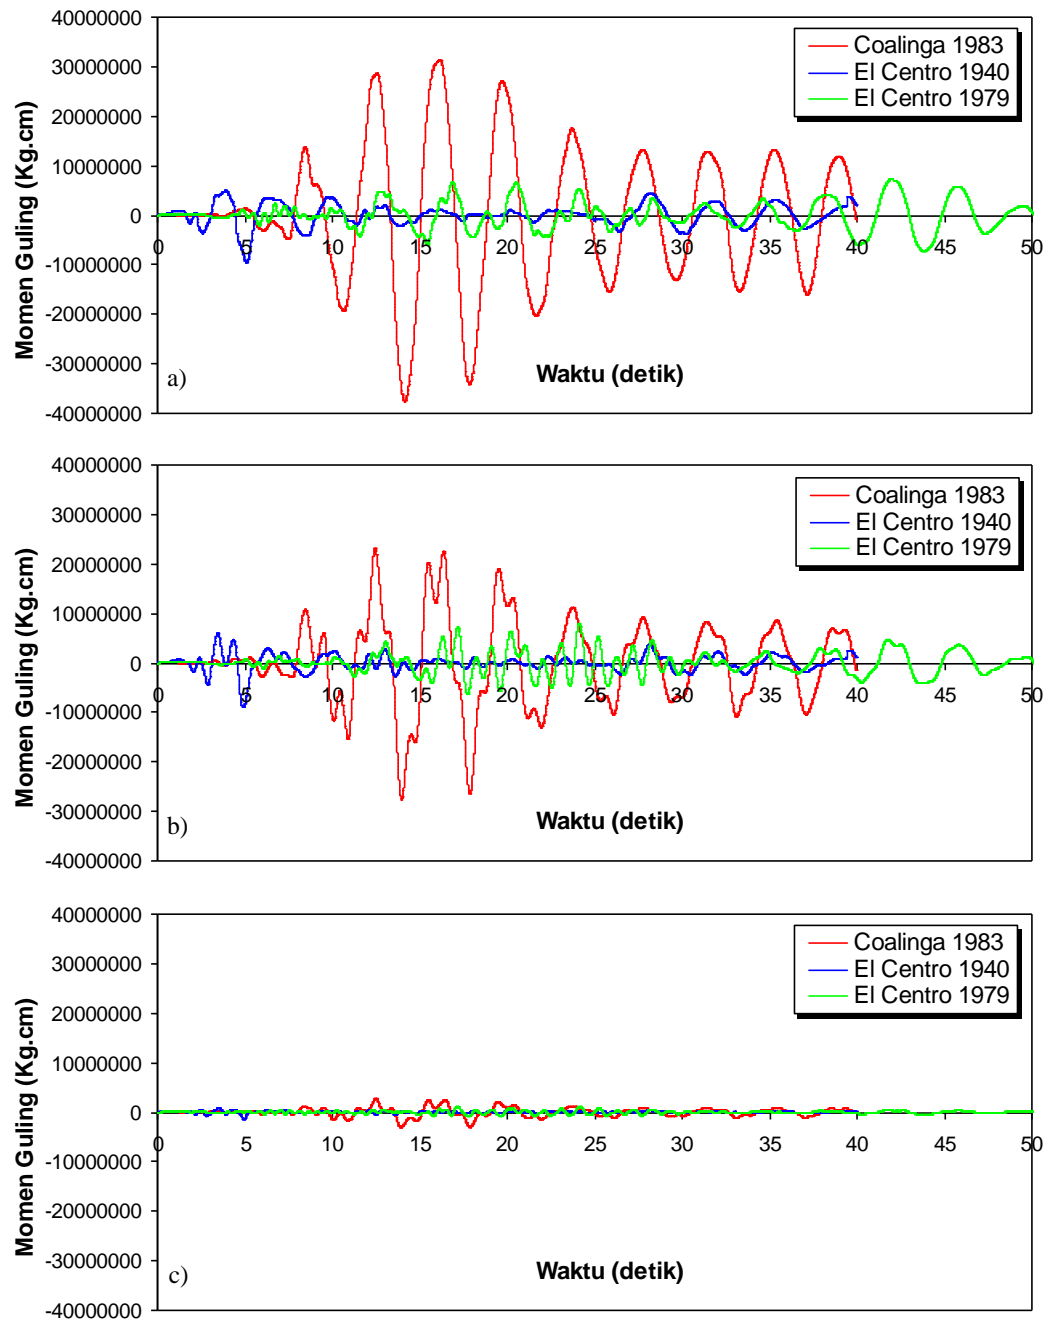 40000000
30000000
20000000
10000000
0
-10000000
-20000000
-30000000
-40000000
Momen Guling (Kg.cm)
0 5 10 15 20 25 30 35 40 45 50
Waktu (detik)
a)
Coalinga 1983
El Centro 1940
El Centro 1979
40000000
30000000
20000000
10000000
0
-10000000
-20000000
-30000000
-40000000
Momen Guling (Kg.cm)
0 5 10 15 20 25 30 35 40 45 50
Waktu (detik)
b)
Coalinga 1983
El Centro 1940
El Centro 1979
40000000
30000000
20000000
10000000
0
-10000000
-20000000
-30000000
-40000000
Momen Guling (Kg.cm)
0 5 10 15 20 25 30 35 40 45 50
Waktu (detik)
c)
Coalinga 1983
El Centro 1940
El Centro 1979